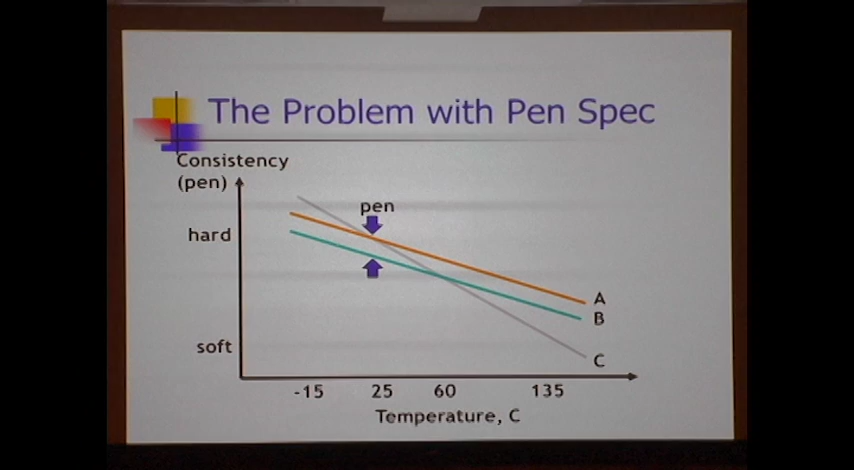 The Problem with Pen Spec
Consistency
(pen)
pen
hard
A
B
soft
C
-15 25 60 135
Temperature, C